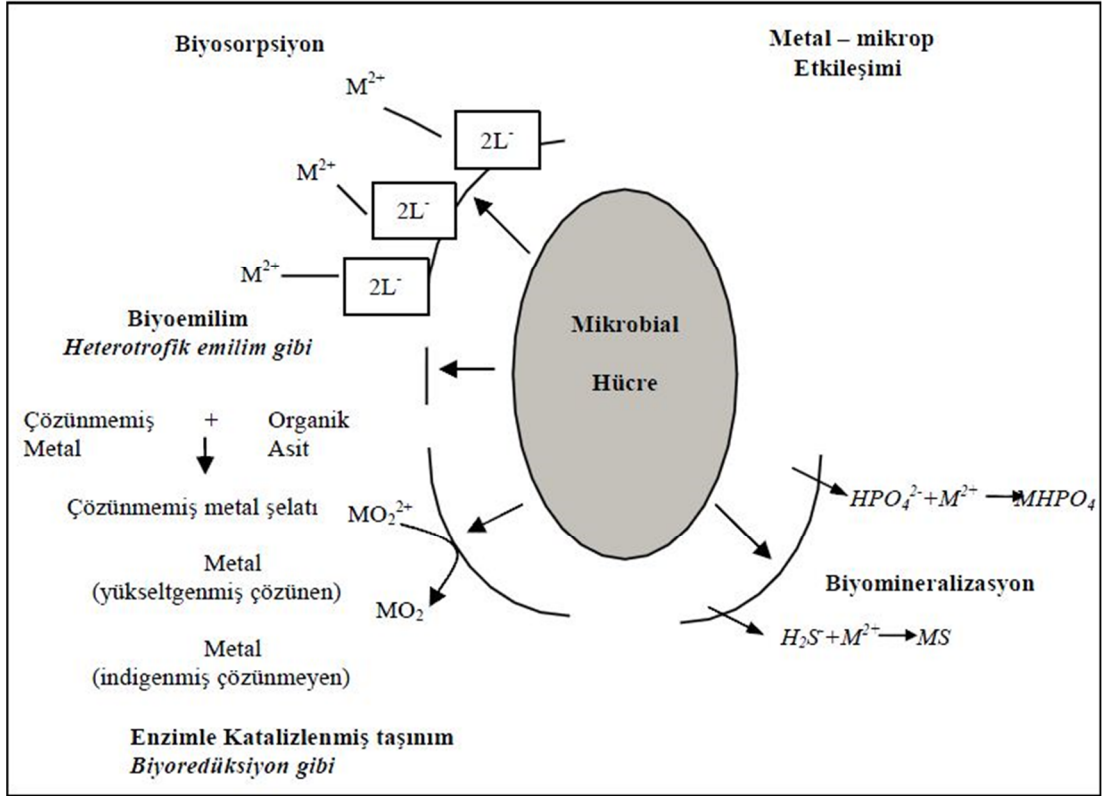 Biyosorpsiyon
Metal – mikrop
Etkileşimi
M²⁺
2L⁻
M²⁺
2L⁻
M²⁺
2L⁻
Biyoemilim
Heterotrofik emilim gibi
Mikrobial
Hücre
Çözünmemiş + Organik
Metal Asit
Çözünmemiş metal şelatı
MO₂²⁺
HPO₄²⁻+M²⁺ → MHPO₄
Metal
(yükseltgenmiş çözünen)
MO₂
Biyomineralizasyon
H₂S⁻+M²⁺ → MS
Metal
(indigenmiş çözünmeyen)
Enzimle Katalizlenmiş taşınım
Biyoredüksiyon gibi